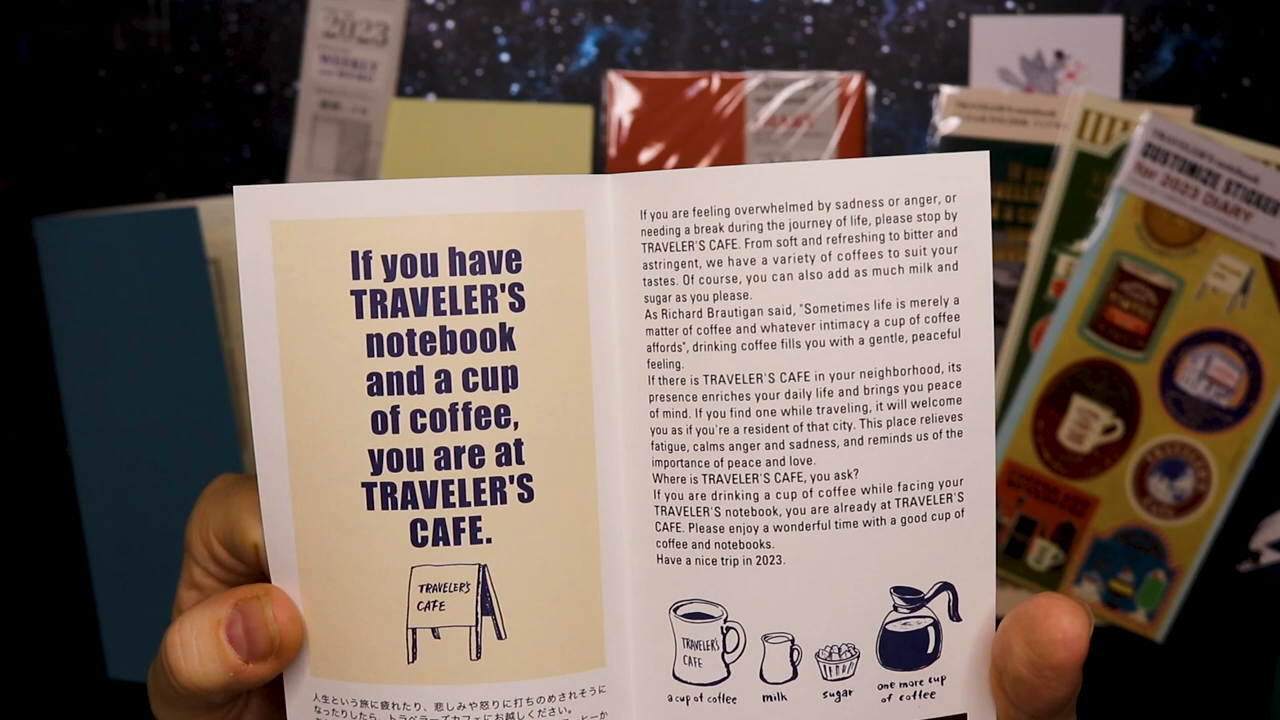 2023
WEEKLY
If you have
TRAVELER'S
notebook
and a cup
of coffee,
you are at
TRAVELER'S
CAFE.
TRAVELER'S
CAFE
人生という旅に疲れたり、悲しみや怒りに打ちのめされそうに
なったりしたら、トラベラーズカフェにお越しください。
If you are feeling overwhelmed by sadness or anger, or
needing a break during the journey of life, please stop by
TRAVELER'S CAFE. From soft and refreshing to bitter and
astringent, we have a variety of coffees to suit your
tastes. Of course, you can also add as much milk and
sugar as you please.
As Richard Brautigan said, "Sometimes life is merely a
matter of coffee and whatever intimacy a cup of coffee
affords", drinking coffee fills you with a gentle, peaceful
feeling.
If there is TRAVELER'S CAFE in your neighborhood, its
presence enriches your daily life and brings you peace
of mind. If you find one while traveling, it will welcome
you as if you're a resident of that city. This place relieves
fatigue, calms anger and sadness, and reminds us of the
importance of peace and love.
Where is TRAVELER'S CAFE, you ask?
If you are drinking a cup of coffee while facing your
TRAVELER'S notebook, you are already at TRAVELER'S
CAFE. Please enjoy a wonderful time with a good cup of
coffee and notebooks.
Have a nice trip in 2023.
TRAVELER'S
CAFE
a cup of coffee
milk
sugar
one more cup
of coffee
TRAVELER'S notebook
CUSTOMIZE STICKER
for 2023 DIARY